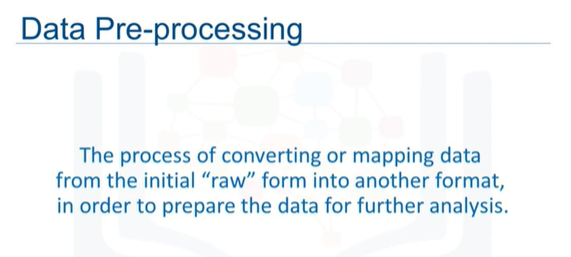 Data Pre-processing
The process of converting or mapping data
from the initial “raw” form into another format,
in order to prepare the data for further analysis.